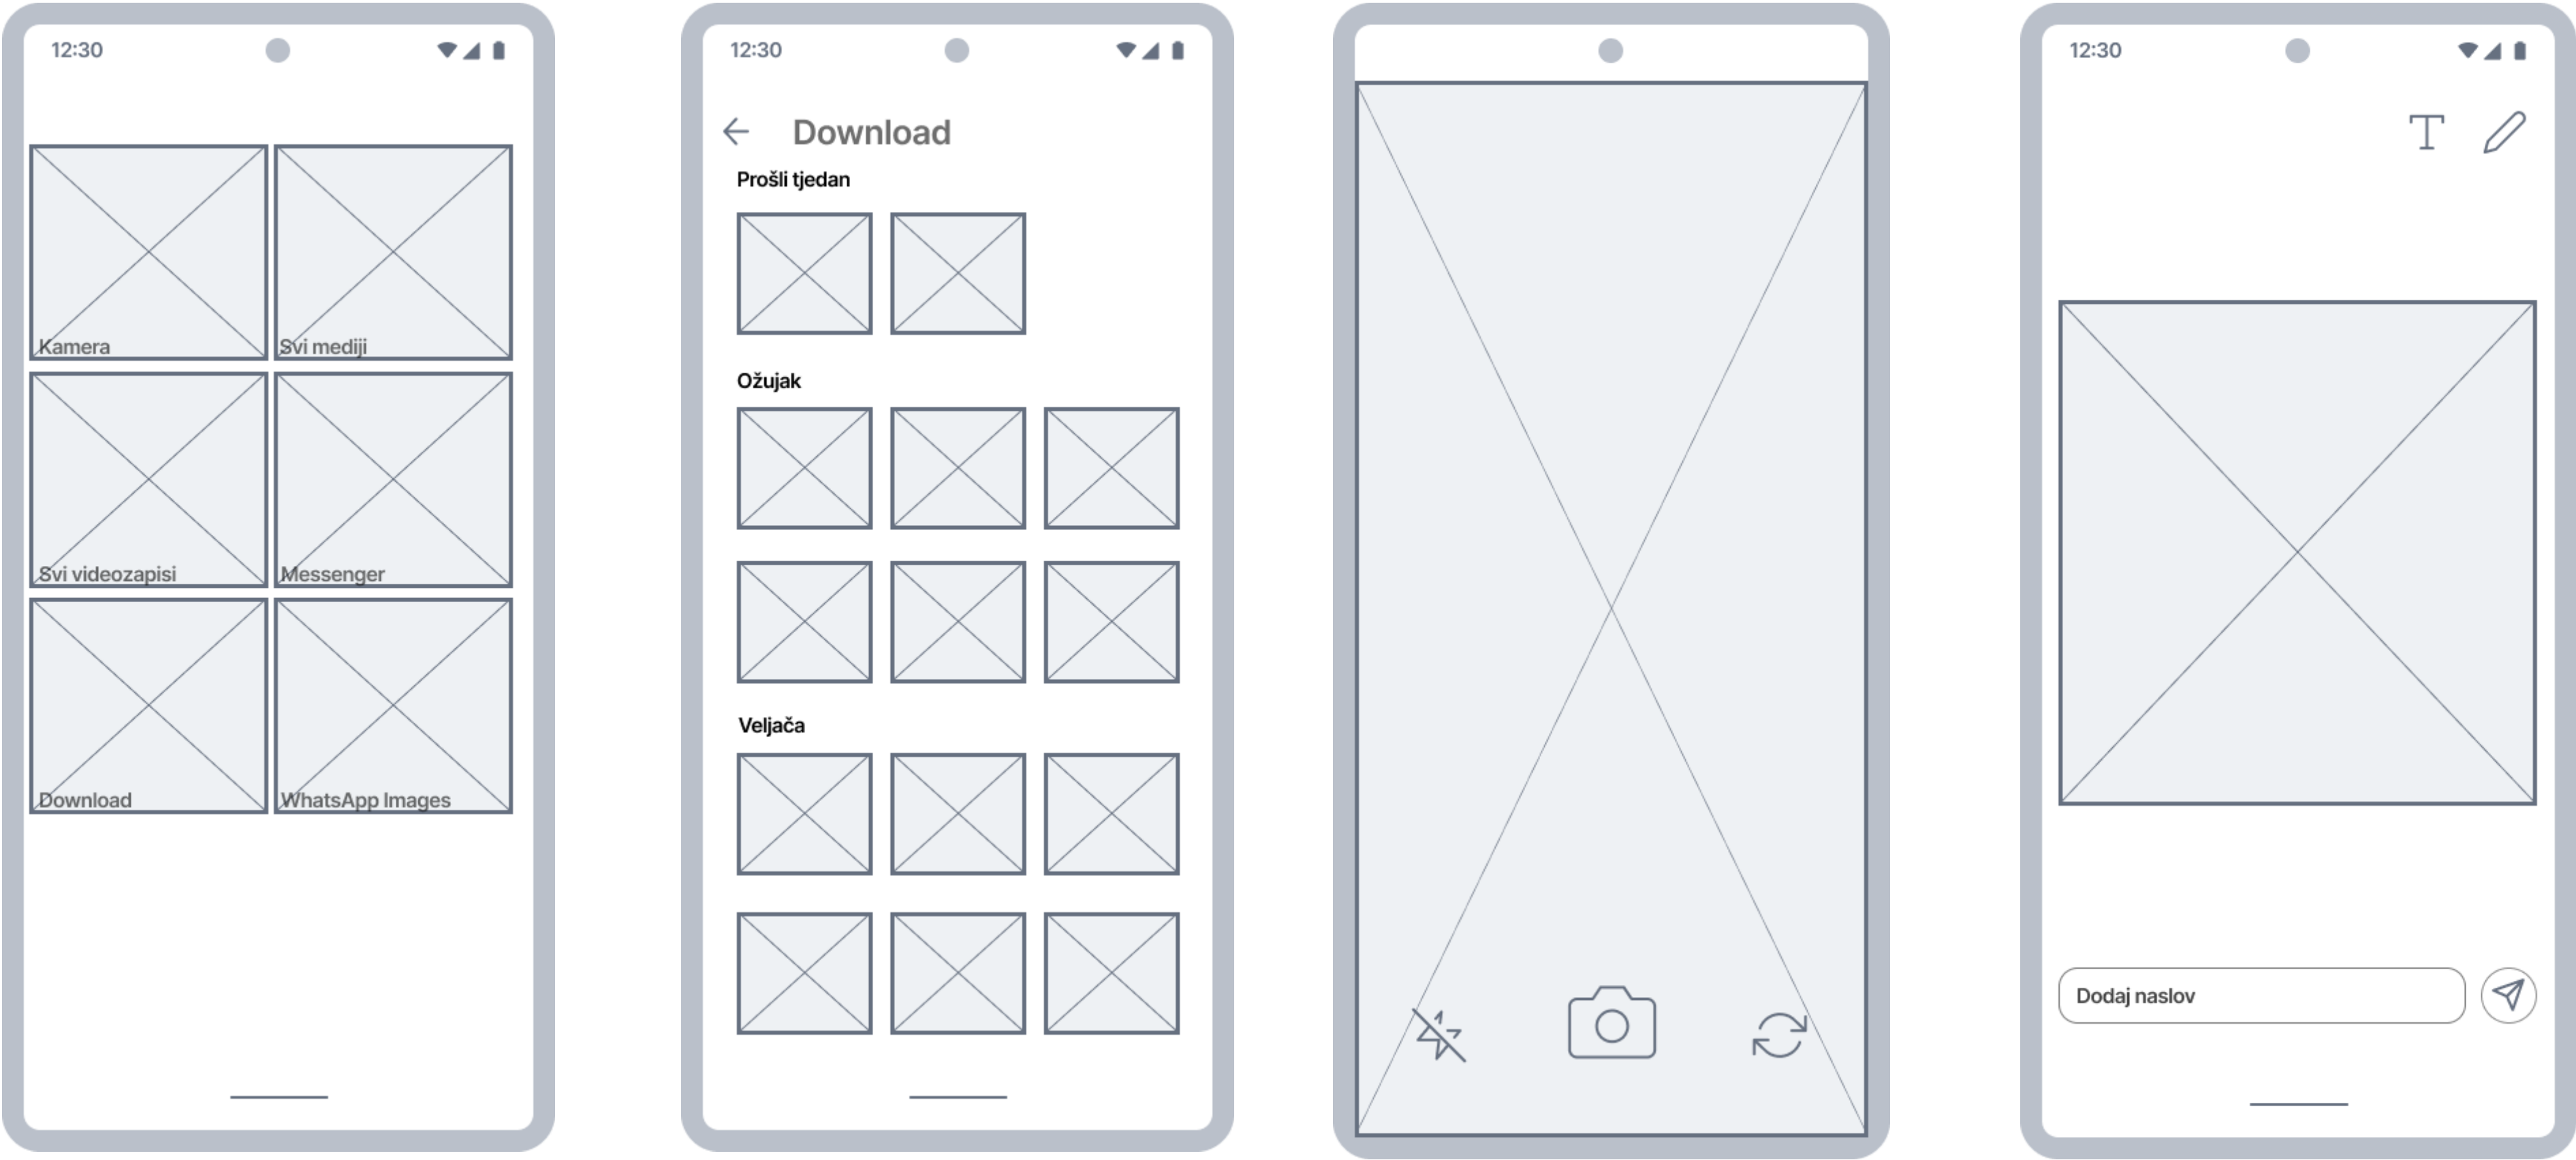 12:30
Kamera
Svi mediji
Svi videozapisi
Messenger
Download
WhatsApp Images
12:30
Download
Prošli tjedan
Ožujak
Veljača
12:30
T
Dodaj naslov